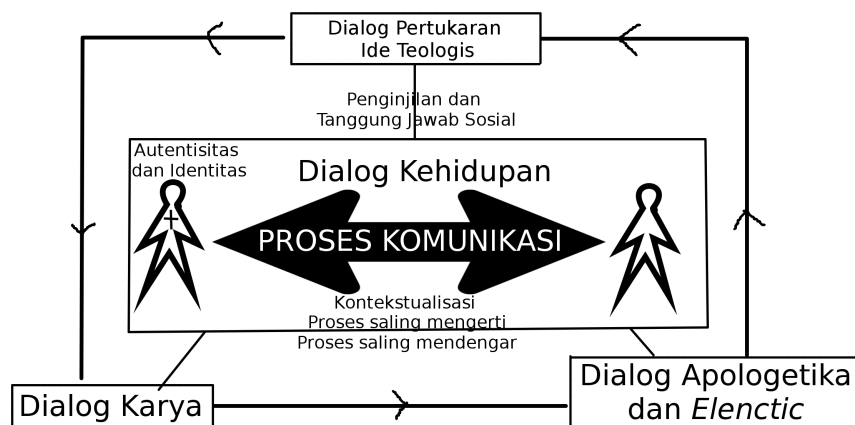 Dialog Pertukaran
Ide Teologis
Penginjilan dan
Tanggung Jawab Sosial
Autentisitas
dan Identitas
Dialog Kehidupan
PROSES KOMUNIKASI
Kontekstualisasi
Proses saling mengerti
Proses saling mendengar
Dialog Karya
Dialog Apologetika
dan Elenctic